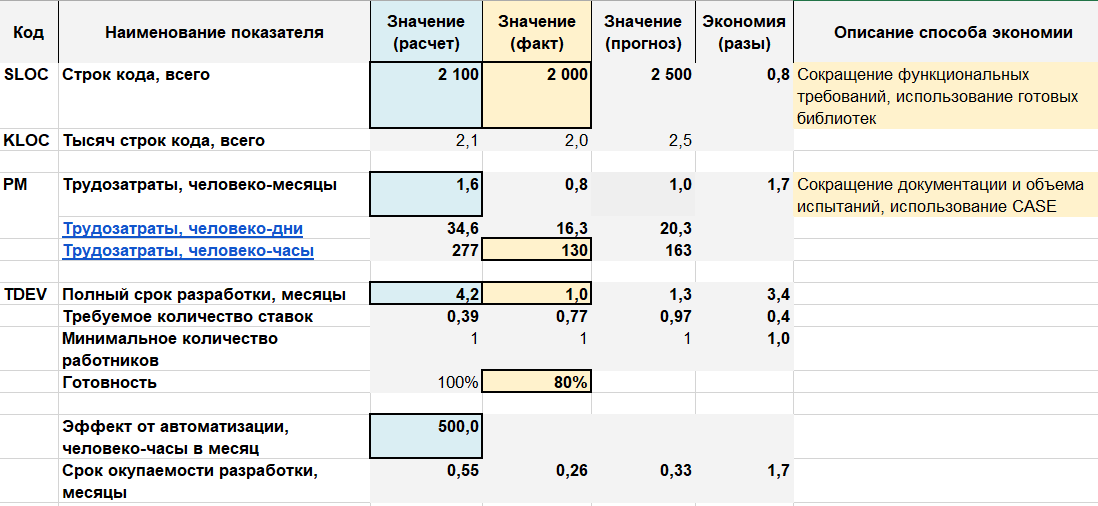 Код Наименование показателя Значение (расчет) Значение (факт) Значение (прогноз) Экономия (разы) Описание способа экономии
SLOC Строк кода, всего 2 100 2 000 2 500 0,8 Сокращение функциональных
требований, использование готовых
библиотек
KLOC Тысяч строк кода, всего 2,1 2,0 2,5
PM Трудозатраты, человеко-месяцы 1,6 0,8 1,0 1,7 Сокращение документации и объема
испытаний, использование CASE
Трудозатраты, человеко-дни 34,6 16,3 20,3
Трудозатраты, человеко-часы 277 130 163
TDEV Полный срок разработки, месяцы 4,2 1,0 1,3 3,4
Требуемое количество ставок 0,39 0,77 0,97 0,4
Минимальное количество
работников 1 1 1 1,0
Готовность 100% 80%
Эффект от автоматизации,
человеко-часы в месяц 500,0
Срок окупаемости разработки,
месяцы 0,55 0,26 0,33 1,7